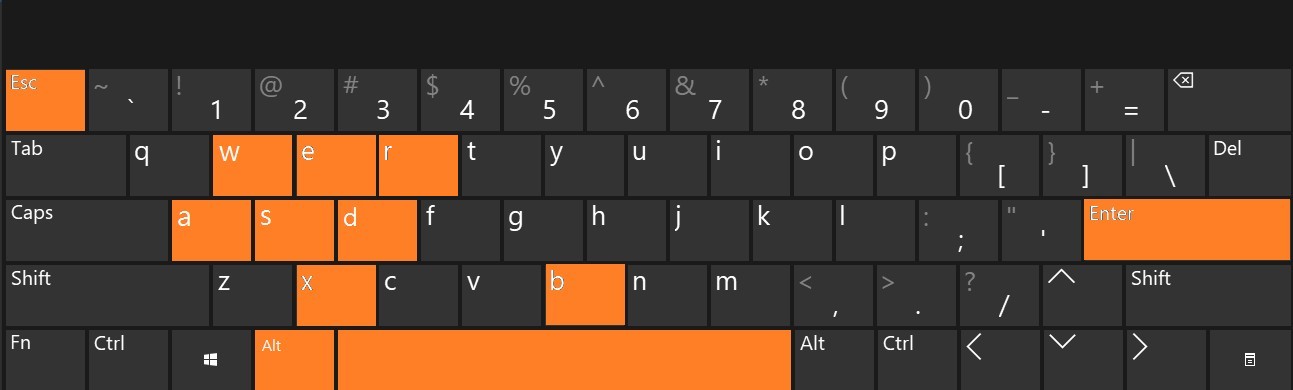 Esc ~ ` ! 1 @ 2 # 3 $ 4 % 5 ^ 6 & 7 * 8 ( 9 ) 0 _ - + =
Tab q w e r t y u i o p { [ } ] | \ Del
Caps a s d f g h j k l : ; " ' Enter
Shift z x c v b n m < , > . ? / Shift
Fn Ctrl Alt Alt Ctrl